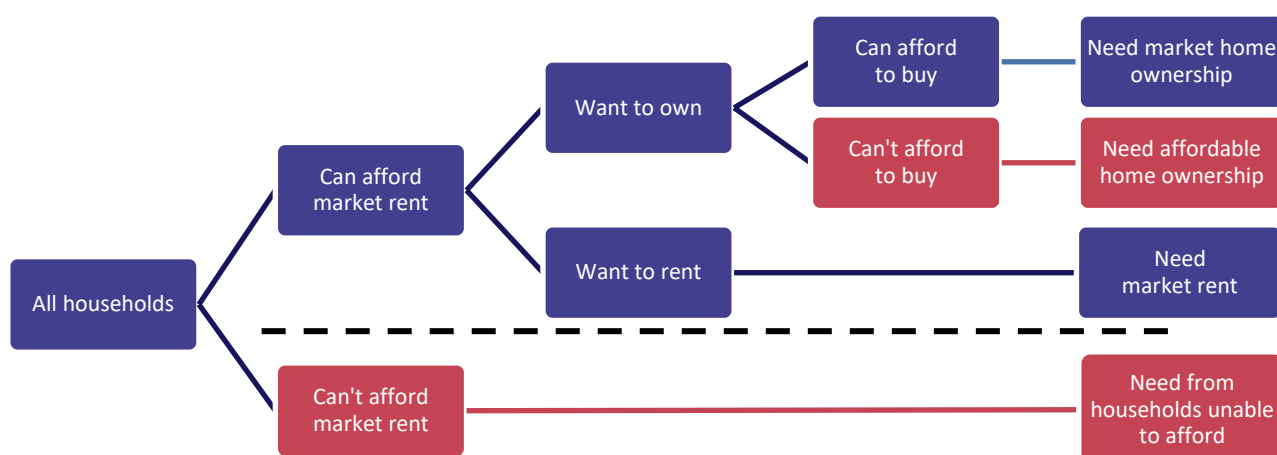 Can afford
to buy
Need market home
ownership
Want to own
Can't afford
to buy
Need affordable
home ownership
Can afford
market rent
Want to rent
Need
market rent
All households
Can't afford
market rent
Need from
households unable
to afford